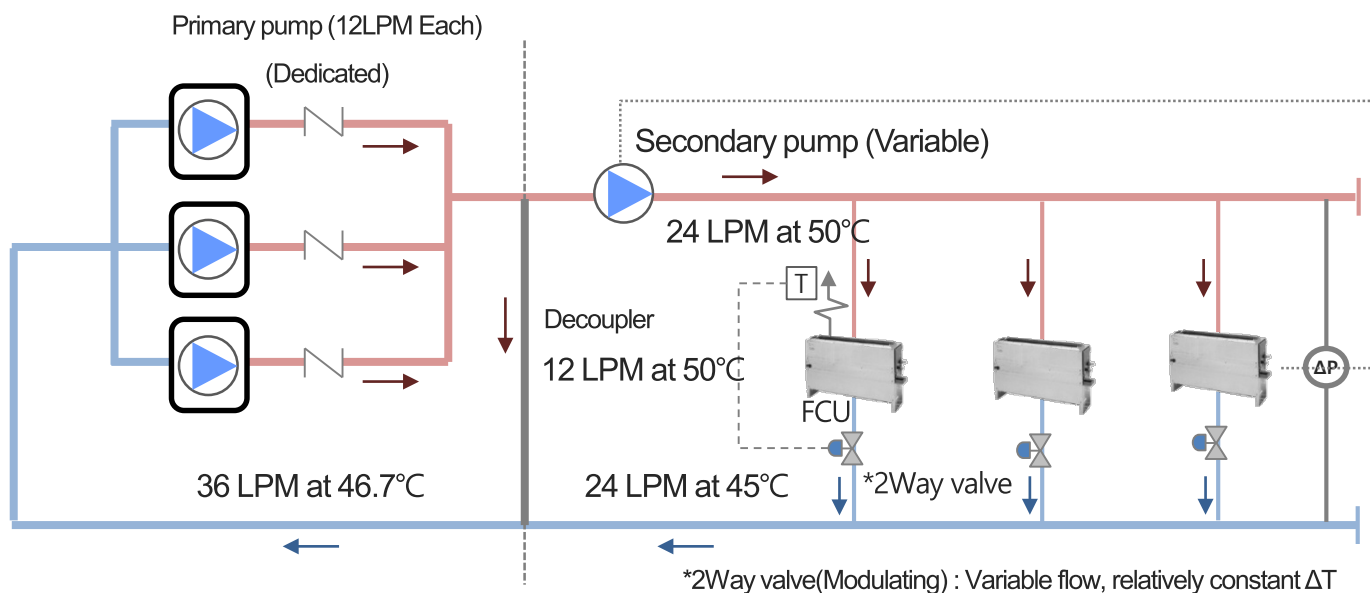 Primary pump (12LPM Each)
(Dedicated)
Secondary pump (Variable)
24 LPM at 50℃
T
Decoupler
12 LPM at 50℃
ΔP
FCU
36 LPM at 46.7℃
24 LPM at 45℃
*2Way valve
*2Way valve(Modulating) : Variable flow, relatively constant ΔT